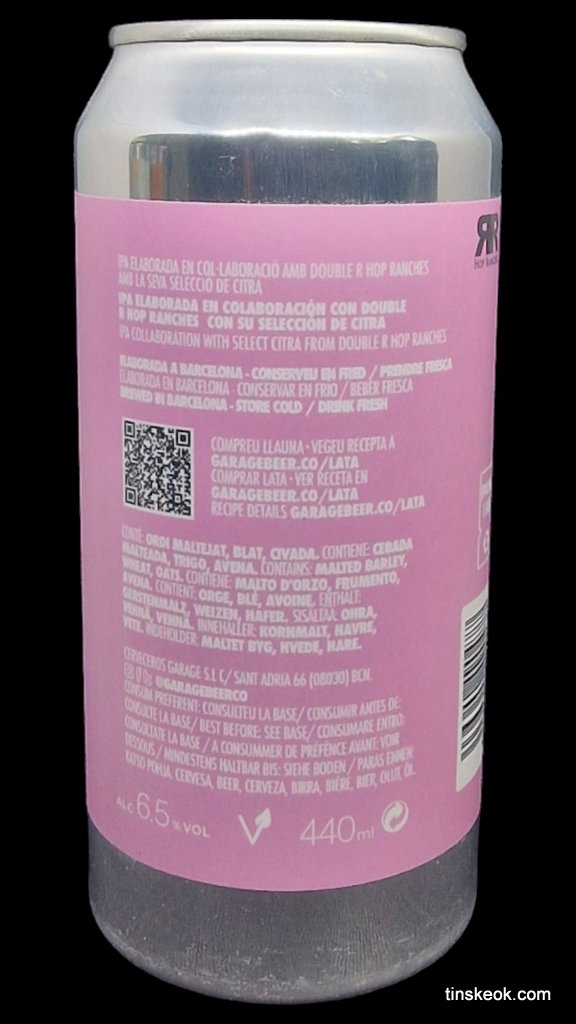 RR
HOP RANCHES
IPA ELABORADA EN COL·LABORACIÓ AMB DOUBLE R HOP RANCHES
AMB LA SEVA SELECCIÓ DE CITRA
IPA ELABORADA EN COLABORACIÓN CON DOUBLE
R HOP RANCHES CON SU SELECCIÓN DE CITRA
IPA COLLABORATION WITH SELECT CITRA FROM DOUBLE R HOP RANCHES
ELABORADA A BARCELONA - CONSERVEU EN FRED / PRENDRE FRESCA
ELABORADA EN BARCELONA - CONSERVAR EN FRIO / BEBER FRESCA
BREWED IN BARCELONA - STORE COLD / DRINK FRESH
COMPREU LLAUNA · VEGEU RECEPTA A
GARAGEBEER.CO/LATA
COMPRAR LATA · VER RECETA EN
GARAGEBEER.CO/LATA
RECIPE DETAILS GARAGEBEER.CO/LATA
CONTÉ: ORDI MALTEJAT, BLAT, CIVADA. CONTIENE: CEBADA
MALTEADA, TRIGO, AVENA. CONTAINS: MALTED BARLEY,
WHEAT, OATS. CONTIENE: MALTO D'ORZO, FRUMENTO,
AVENA. CONTIENT: ORGE, BLÉ, AVOINE. ENTHALT:
GERSTENMALZ, WEIZEN, HAFER. SISALTAA: OHRA,
VEHNÄ, VEHNÄ. INNEHALLER: KORNMALT, HAVRE,
VETE. INDEHOLDER: MALTET BYG, HVEDE, HARE.
CERVECEROS GARAGE S.L C/ SANT ADRIA 66 (08030) BCN.
@GARAGEBEERCO
CONSUM PREFERENT: CONSULTEU LA BASE/ CONSUMIR ANTES DE:
CONSULTE LA BASE/ BEST BEFORE: SEE BASE/ CONSUMARE ENTRO:
CONSULTATE LA BASE / A CONSUMMER DE PRÉFENCE AVANT: VOIR
DESSOUS / MINDESTENS HALTBAR BIS: SIEHE BODEN / PARAS ENNEN:
KATSO POHJA. CERVESA, BEER, CERVEZA, BIRRA, BIÈRE, BIER, OLUT, ÖL.
ALC 6.5 % VOL
440ml
tinskeok.com